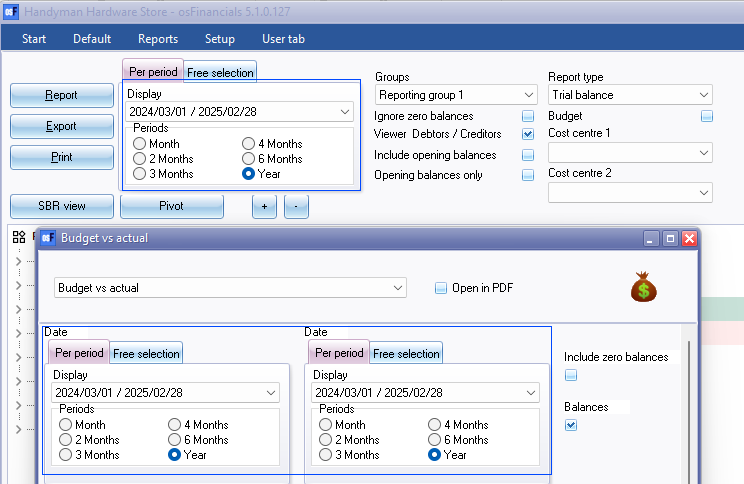 osF Handyman Hardware Store - osFinancials 5.1.0.127
Start Default Reports Setup User tab
Per period Free selection
Display
2024/03/01 / 2025/02/28
Periods
Month 4 Months
2 Months 6 Months
3 Months Year
Report
Export
Print
SBR view Pivot + -
Groups
Reporting group 1
Ignore zero balances
Viewer Debtors / Creditors
Include opening balances
Opening balances only
Report type
Trial balance
Budget
Cost centre 1
Cost centre 2
osF Budget vs actual
Budget vs actual
Open in PDF
$
Date
Per period Free selection
Display
2024/03/01 / 2025/02/28
Periods
Month 4 Months
2 Months 6 Months
3 Months Year
Date
Per period Free selection
Display
2024/03/01 / 2025/02/28
Periods
Month 4 Months
2 Months 6 Months
3 Months Year
Include zero balances
Balances